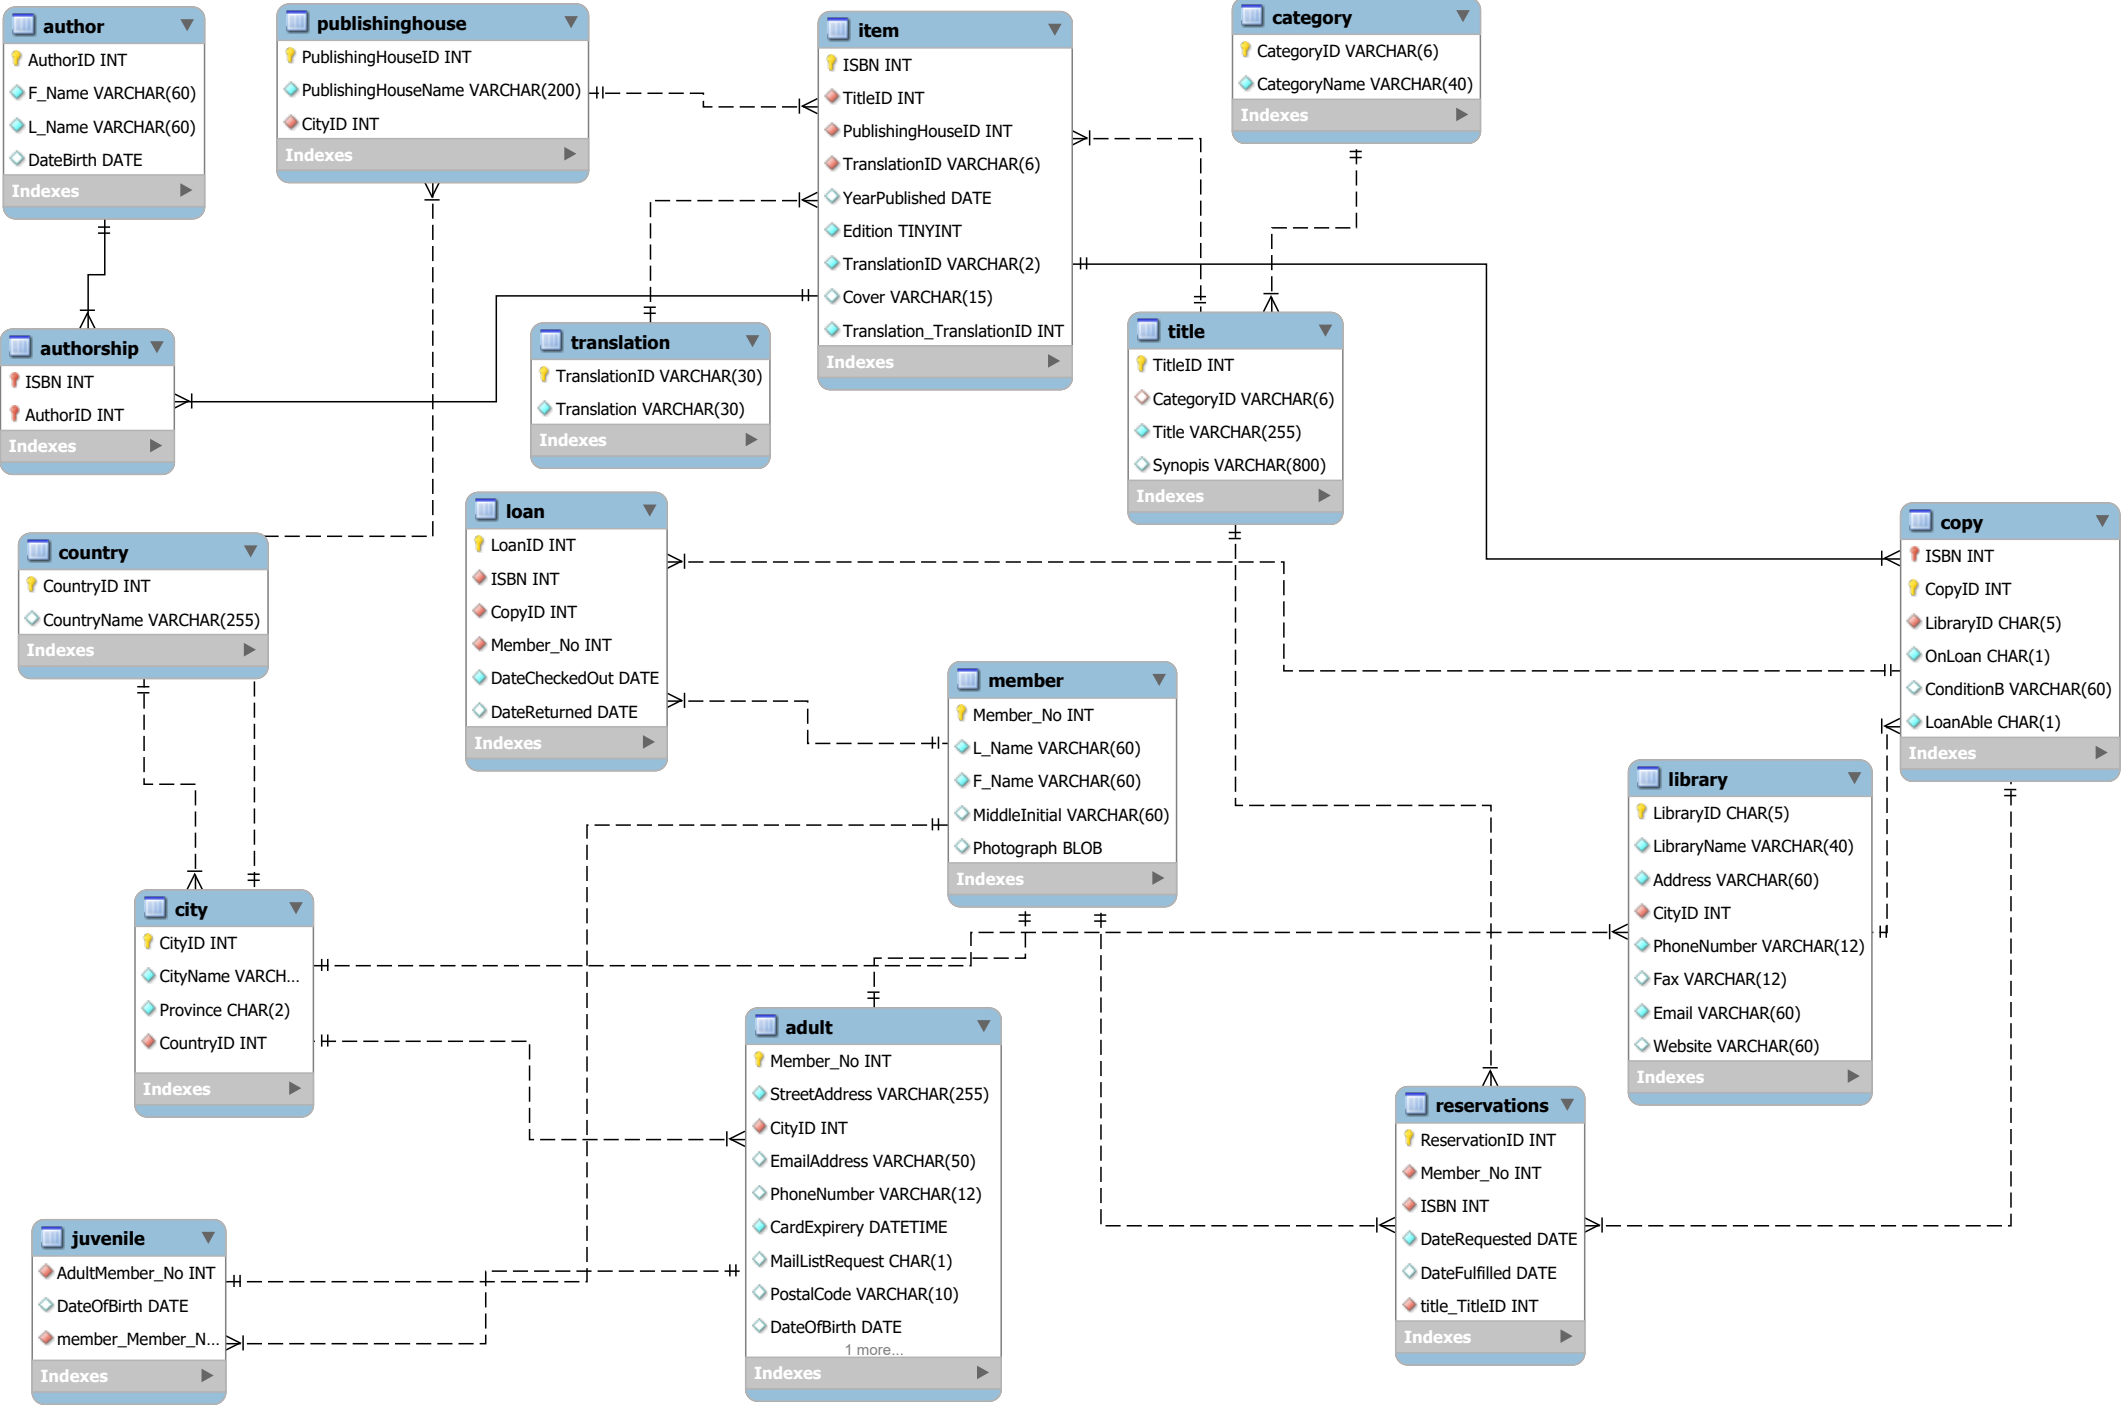 author
AuthorID INT
F_Name VARCHAR(60)
L_Name VARCHAR(60)
DateBirth DATE
Indexes
publishinghouse
PublishingHouseID INT
PublishingHouseName VARCHAR(200)
CityID INT
Indexes
item
ISBN INT
TitleID INT
PublishingHouseID INT
TranslationID VARCHAR(6)
YearPublished DATE
Edition TINYINT
TranslationID VARCHAR(2)
Cover VARCHAR(15)
Translation_TranslationID INT
Indexes
category
CategoryID VARCHAR(6)
CategoryName VARCHAR(40)
Indexes
authorship
ISBN INT
AuthorID INT
Indexes
translation
TranslationID VARCHAR(30)
Translation VARCHAR(30)
Indexes
title
TitleID INT
CategoryID VARCHAR(6)
Title VARCHAR(255)
Synopis VARCHAR(800)
Indexes
country
CountryID INT
CountryName VARCHAR(255)
Indexes
loan
LoanID INT
ISBN INT
CopyID INT
Member_No INT
DateCheckedOut DATE
DateReturned DATE
Indexes
copy
ISBN INT
CopyID INT
LibraryID CHAR(5)
OnLoan CHAR(1)
ConditionB VARCHAR(60)
LoanAble CHAR(1)
Indexes
member
Member_No INT
L_Name VARCHAR(60)
F_Name VARCHAR(60)
MiddleInitial VARCHAR(60)
Photograph BLOB
Indexes
library
LibraryID CHAR(5)
LibraryName VARCHAR(40)
Address VARCHAR(60)
CityID INT
PhoneNumber VARCHAR(12)
Fax VARCHAR(12)
Email VARCHAR(60)
Website VARCHAR(60)
Indexes
city
CityID INT
CityName VARCH...
Province CHAR(2)
CountryID INT
Indexes
adult
Member_No INT
StreetAddress VARCHAR(255)
CityID INT
EmailAddress VARCHAR(50)
PhoneNumber VARCHAR(12)
CardExpirery DATETIME
MailListRequest CHAR(1)
PostalCode VARCHAR(10)
DateOfBirth DATE
1 more...
Indexes
reservations
ReservationID INT
Member_No INT
ISBN INT
DateRequested DATE
DateFulfilled DATE
title_TitleID INT
Indexes
juvenile
AdultMember_No INT
DateOfBirth DATE
member_Member_N...
Indexes